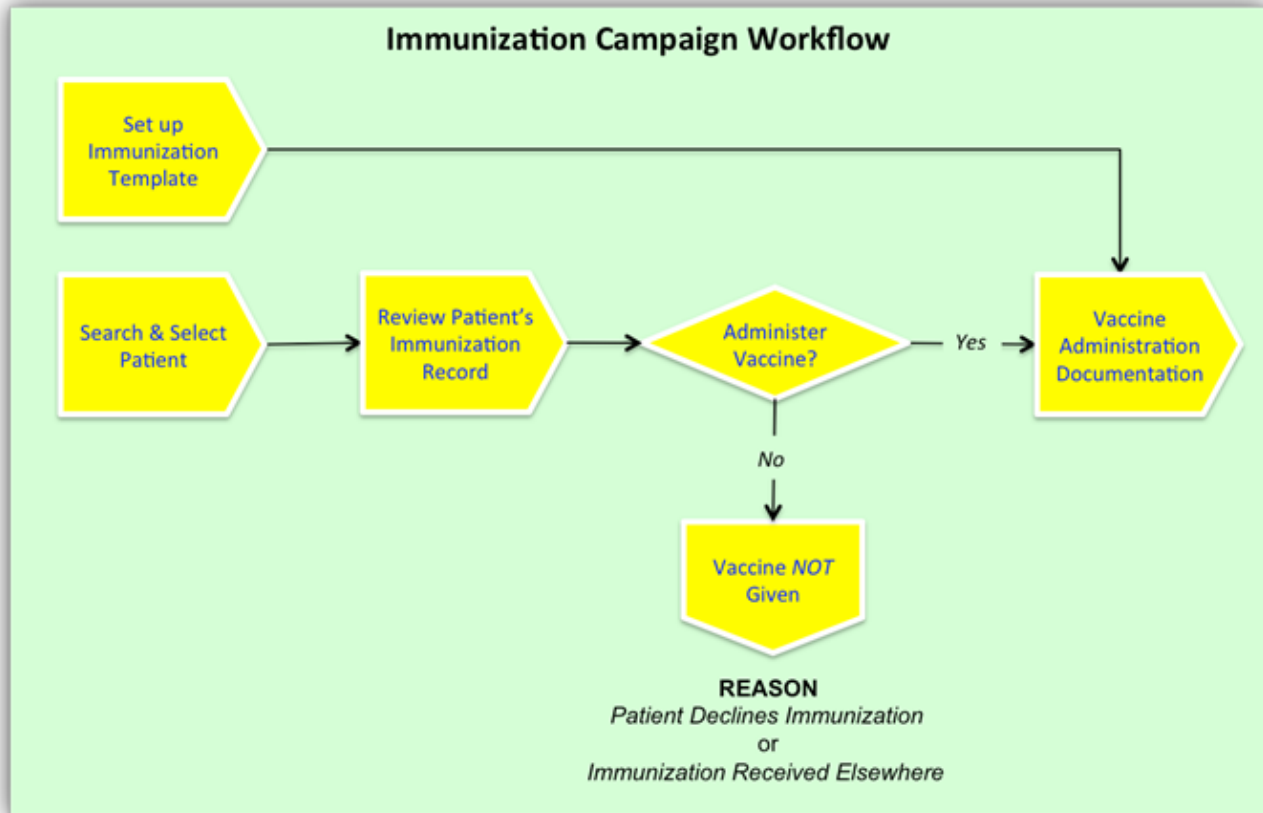 Immunization Campaign Workflow
Set up
Immunization
Template
Search & Select
Patient
Review Patient's
Immunization
Record
Administer
Vaccine?
Yes
Vaccine
Administration
Documentation
No
Vaccine NOT
Given
REASON
Patient Declines Immunization
or
Immunization Received Elsewhere